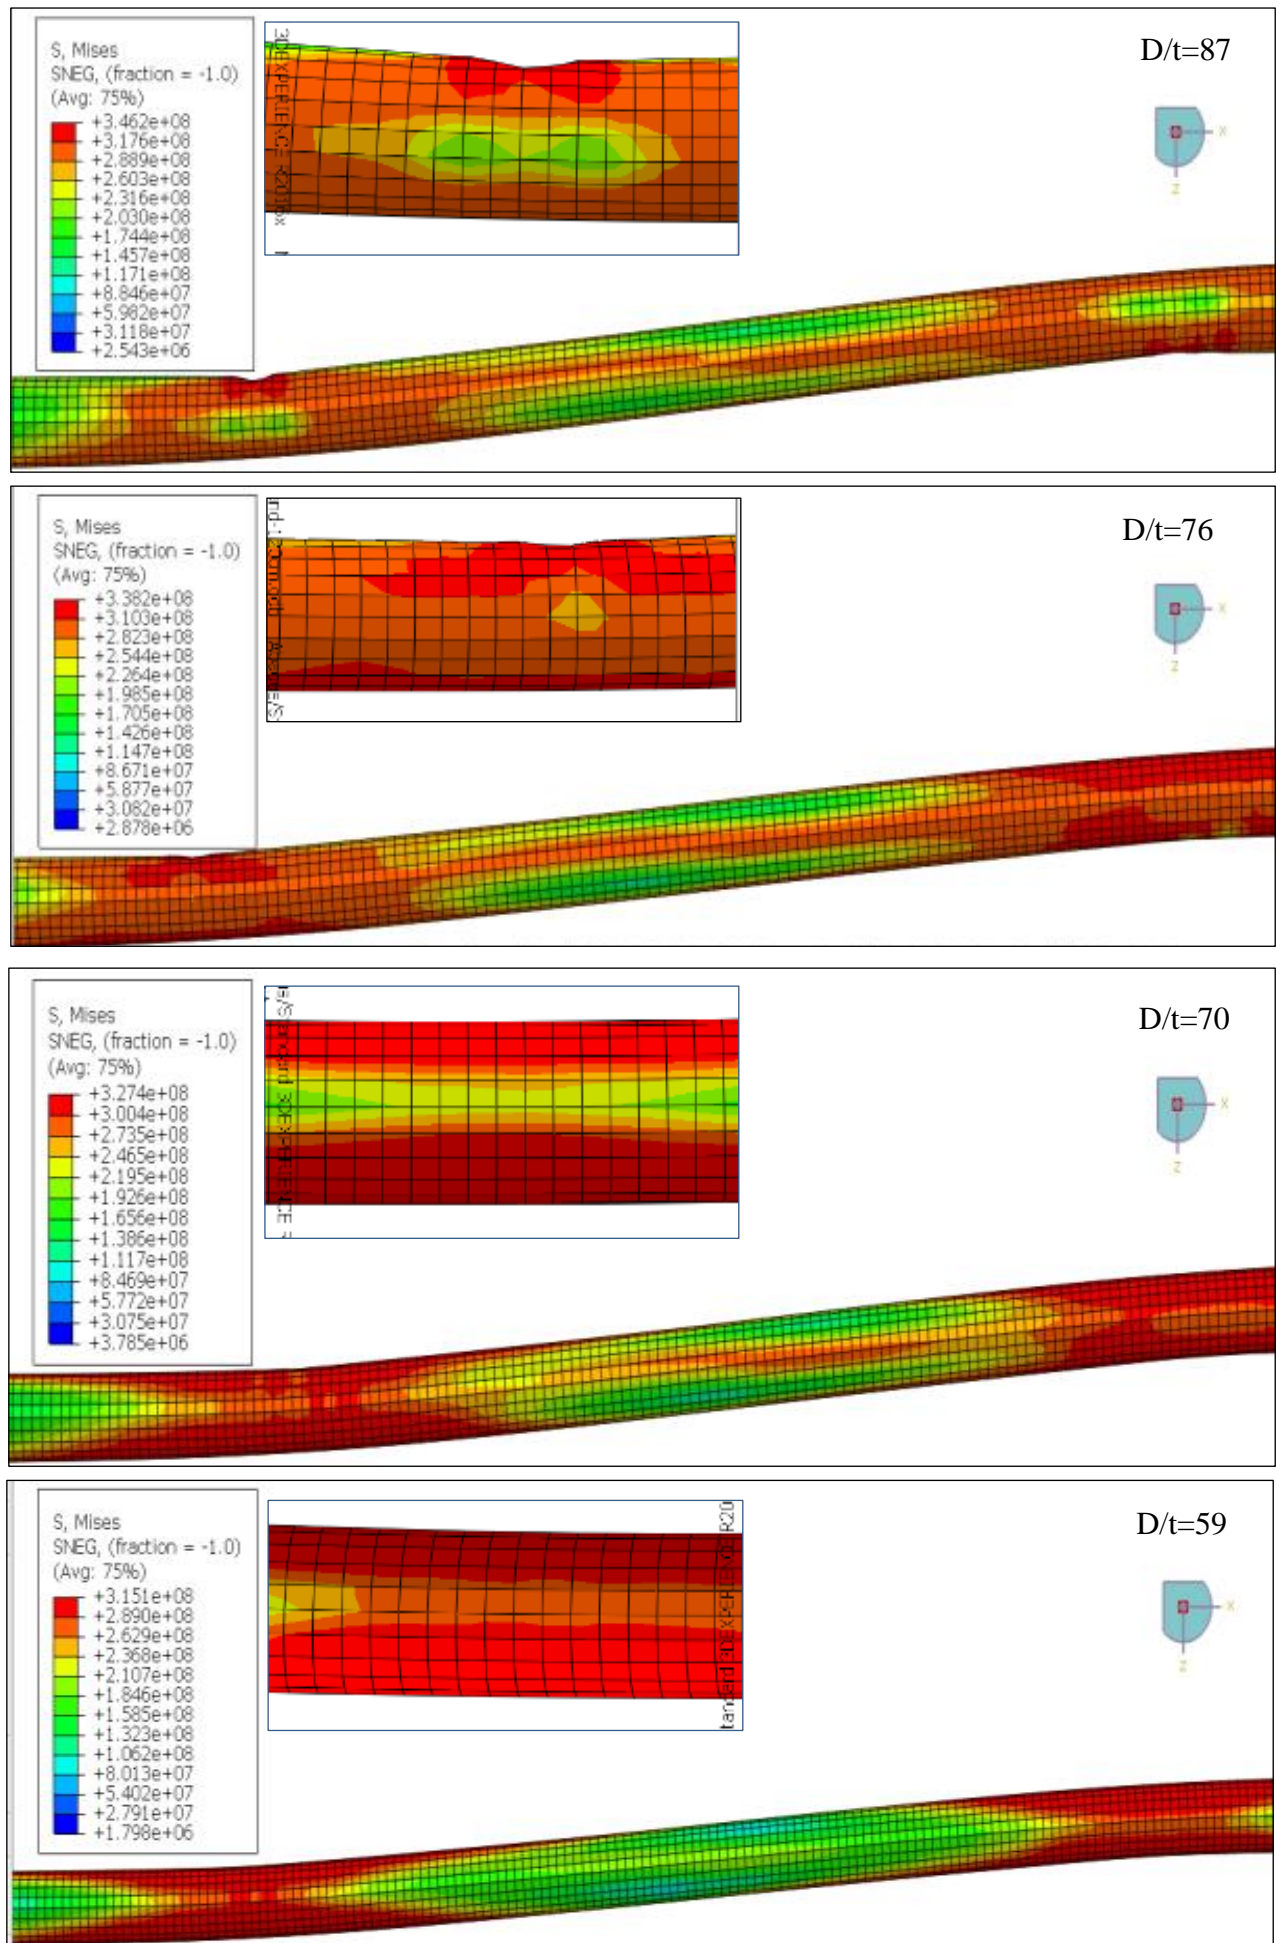 S, Mises
SNEG, (fraction = -1.0)
(Avg: 75%)
+3.462e+08
+3.176e+08
+2.889e+08
+2.603e+08
+2.316e+08
+2.030e+08
+1.744e+08
+1.457e+08
+1.171e+08
+8.846e+07
+5.982e+07
+3.118e+07
+2.543e+06
3DEXPERIENCE
D/t=87
X
Z
S, Mises
SNEG, (fraction = -1.0)
(Avg: 75%)
+3.382e+08
+3.103e+08
+2.823e+08
+2.544e+08
+2.264e+08
+1.985e+08
+1.705e+08
+1.426e+08
+1.147e+08
+8.671e+07
+5.877e+07
+3.082e+07
+2.878e+06
D/t=76
X
Z
S, Mises
SNEG, (fraction = -1.0)
(Avg: 75%)
+3.274e+08
+3.004e+08
+2.735e+08
+2.465e+08
+2.195e+08
+1.926e+08
+1.656e+08
+1.386e+08
+1.117e+08
+8.469e+07
+5.772e+07
+3.075e+07
+3.785e+06
3DEXPERIENCE
D/t=70
X
Z
S, Mises
SNEG, (fraction = -1.0)
(Avg: 75%)
+3.151e+08
+2.890e+08
+2.629e+08
+2.368e+08
+2.107e+08
+1.846e+08
+1.585e+08
+1.323e+08
+1.062e+08
+8.013e+07
+5.402e+07
+2.791e+07
+1.798e+06
tandard 3DEXPERIENCE R20
D/t=59
X
Z